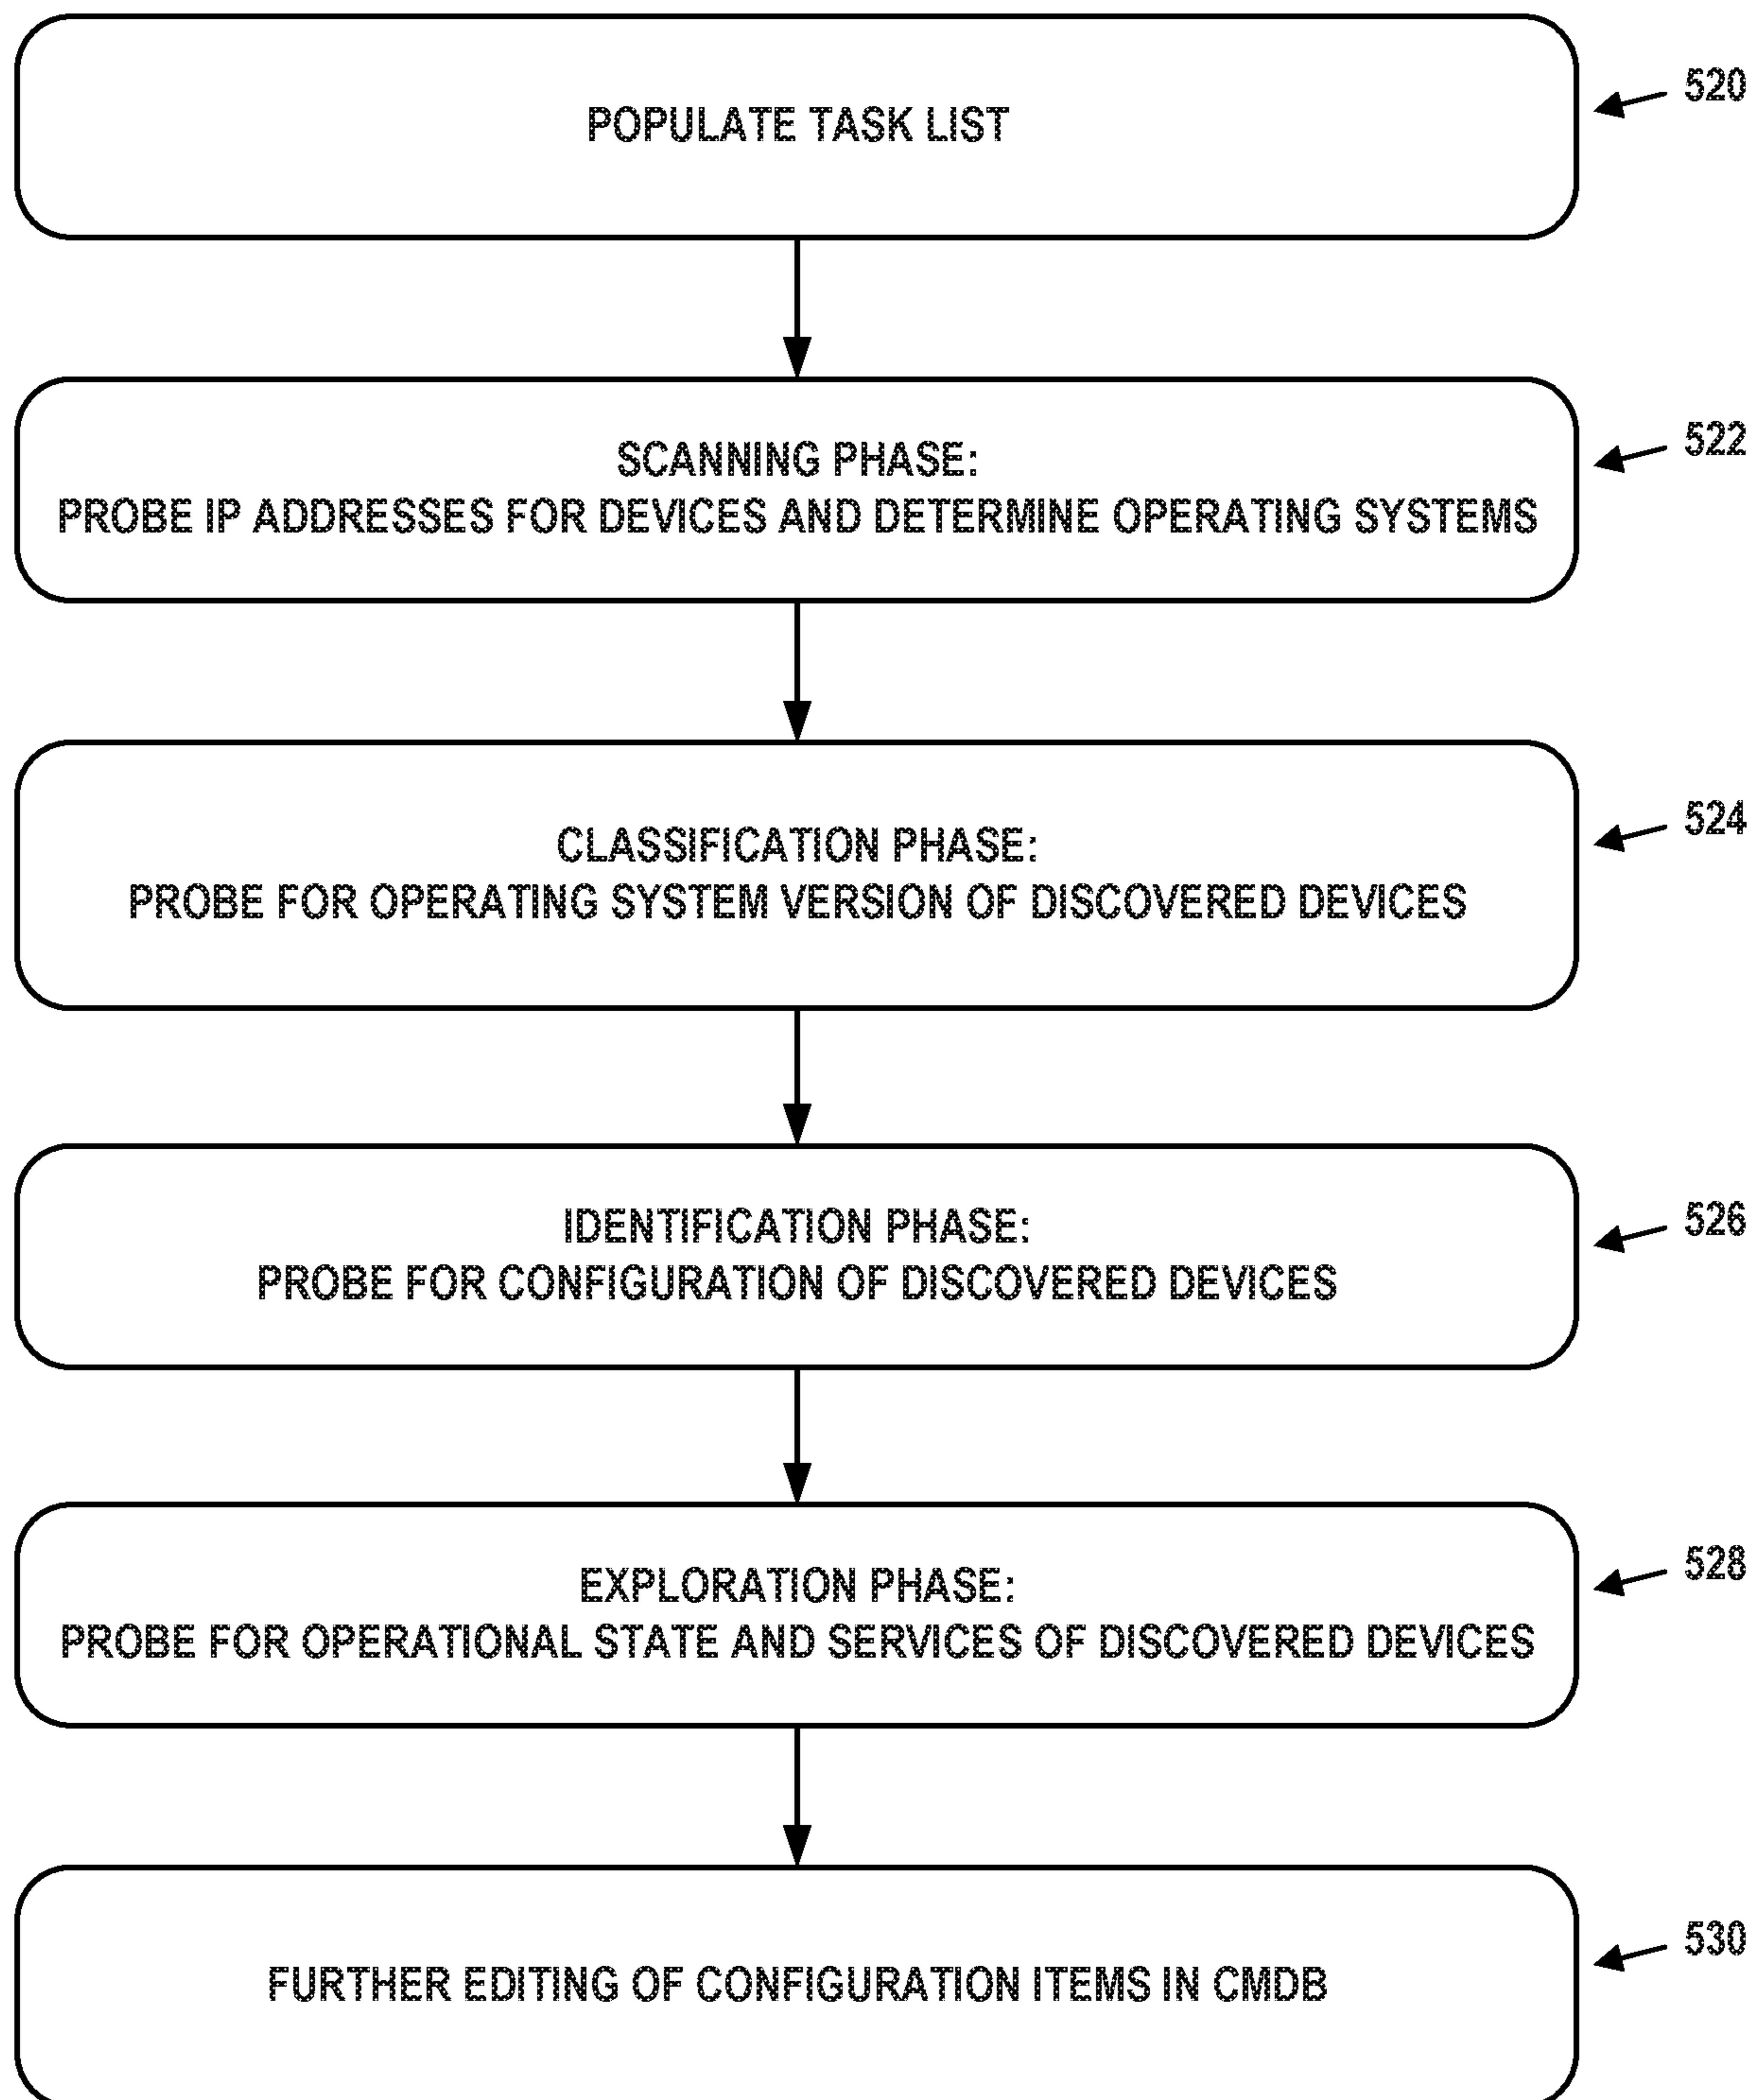 POPULATE TASK LIST
520
SCANNING PHASE:
PROBE IP ADDRESSES FOR DEVICES AND DETERMINE OPERATING SYSTEMS
522
CLASSIFICATION PHASE:
PROBE FOR OPERATING SYSTEM VERSION OF DISCOVERED DEVICES
524
IDENTIFICATION PHASE:
PROBE FOR CONFIGURATION OF DISCOVERED DEVICES
526
EXPLORATION PHASE:
PROBE FOR OPERATIONAL STATE AND SERVICES OF DISCOVERED DEVICES
528
FURTHER EDITING OF CONFIGURATION ITEMS IN CMDB
530